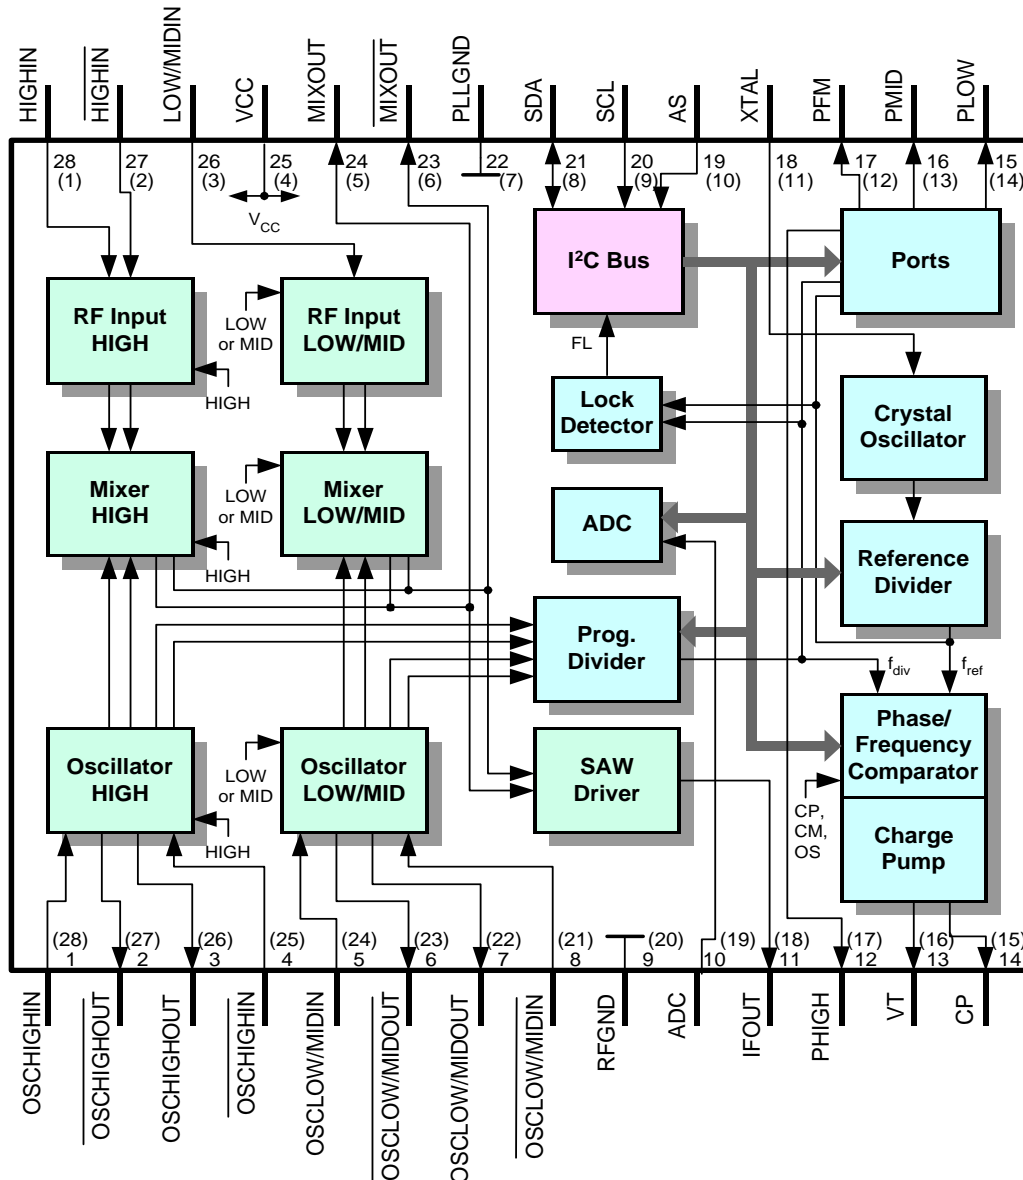 HIGHIN
HIGHIN
LOW/MIDIN
VCC
MIXOUT
MIXOUT
PLLGND
SDA
SCL
AS
XTAL
PFM
PMID
PLOW
28
(1)
27
(2)
26
(3)
25
(4)
24
(5)
23
(6)
22
(7)
21
(8)
20
(9)
19
(10)
18
(11)
17
(12)
16
(13)
15
(14)
VCC
RF Input
HIGH
HIGH
LOW
or MID
RF Input
LOW/MID
I²C Bus
Ports
FL
Lock
Detector
Crystal
Oscillator
Mixer
HIGH
HIGH
LOW
or MID
Mixer
LOW/MID
ADC
Reference
Divider
Prog.
Divider
fdiv
fref
Oscillator
HIGH
HIGH
LOW
or MID
Oscillator
LOW/MID
SAW
Driver
Phase/
Frequency
Comparator
CP,
CM,
OS
Charge
Pump
(28)
1
(27)
2
(26)
3
(25)
4
(24)
5
(23)
6
(22)
7
(21)
8
(20)
9
(19)
10
(18)
11
(17)
12
(16)
13
(15)
14
OSCHIGHIN
OSCHIGHOUT
OSCHIGHOUT
OSCHIGHIN
OSCLOW/MIDIN
OSCLOW/MIDOUT
OSCLOW/MIDOUT
OSCLOW/MIDIN
RFGND
ADC
IFOUT
PHIGH
VT
CP